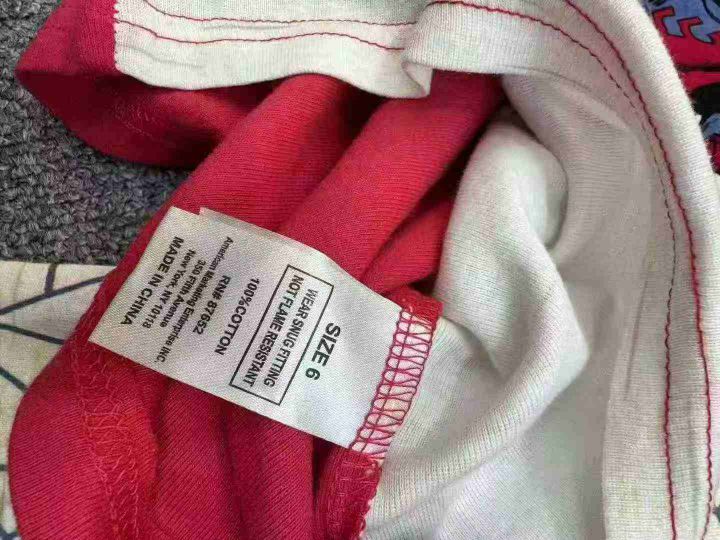 SIZE 6
WEAR SNUG FITTING
NOT FLAME RESISTANT
100% COTTON
RN# 87652
American Marketing Enterprise INC
350 Fifth Avenue
New York, NY 10118
MADE IN CHINA